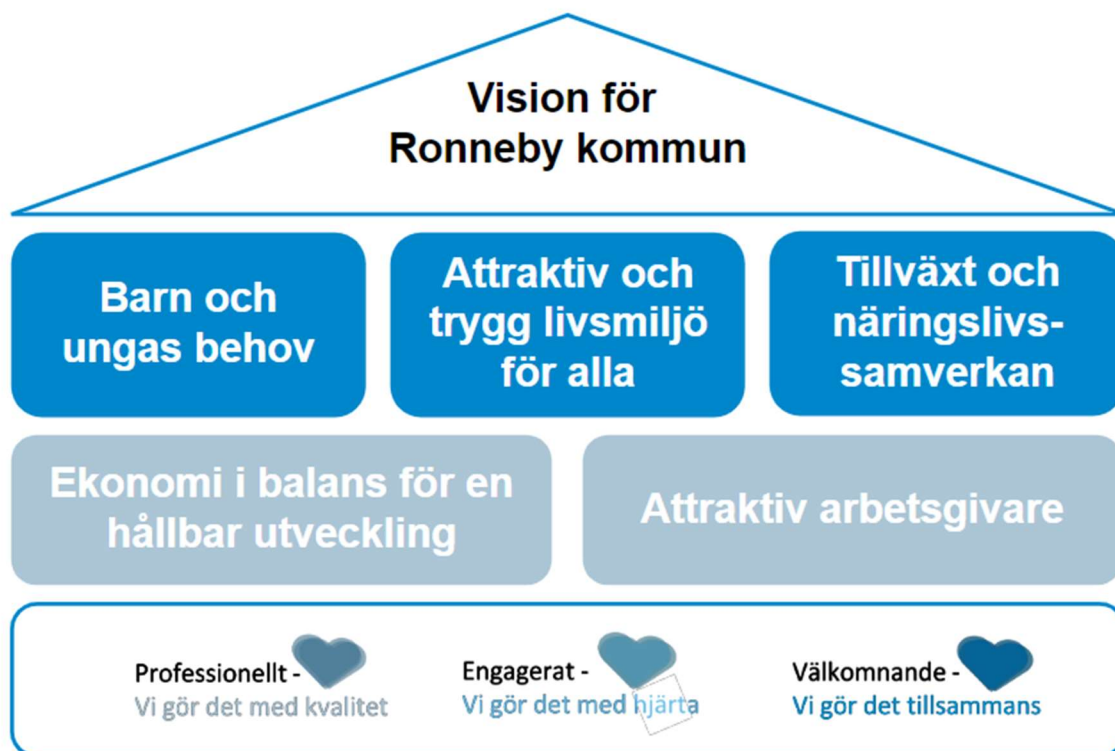 Vision för
Ronneby kommun
Barn och
ungas behov
Attraktiv och
trygg livsmiljö
för alla
Tillväxt och
näringslivs-
samverkan
Ekonomi i balans för en
hållbar utveckling
Attraktiv arbetsgivare
Professionellt -
Vi gör det med kvalitet
Engagerat -
Vi gör det med hjärta
Välkomnande -
Vi gör det tillsammans